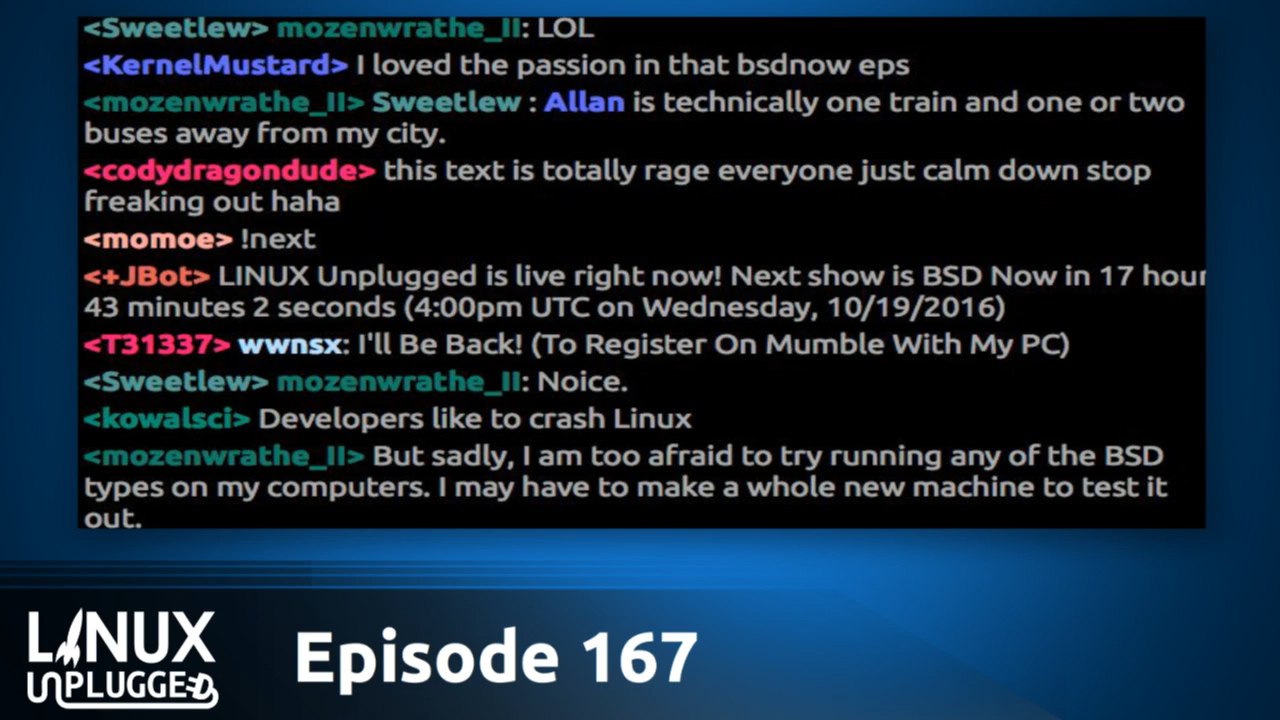 <Sweetlew> mozenwrathe_II: LOL
<KernelMustard> I loved the passion in that bsdnow eps
<mozenwrathe_II> Sweetlew : Allan is technically one train and one or two
buses away from my city.
<codydragondude> this text is totally rage everyone just calm down stop
freaking out haha
<momoe> !next
<+JBot> LINUX Unplugged is live right now! Next show is BSD Now in 17 hour
43 minutes 2 seconds (4:00pm UTC on Wednesday, 10/19/2016)
<T31337> wwnsx: I'll Be Back! (To Register On Mumble With My PC)
<Sweetlew> mozenwrathe_II: Noice.
<kowalsci> Developers like to crash Linux
<mozenwrathe_II> But sadly, I am too afraid to try running any of the BSD
types on my computers. I may have to make a whole new machine to test it
out.
LINUX
UNPLUGGED
Episode 167